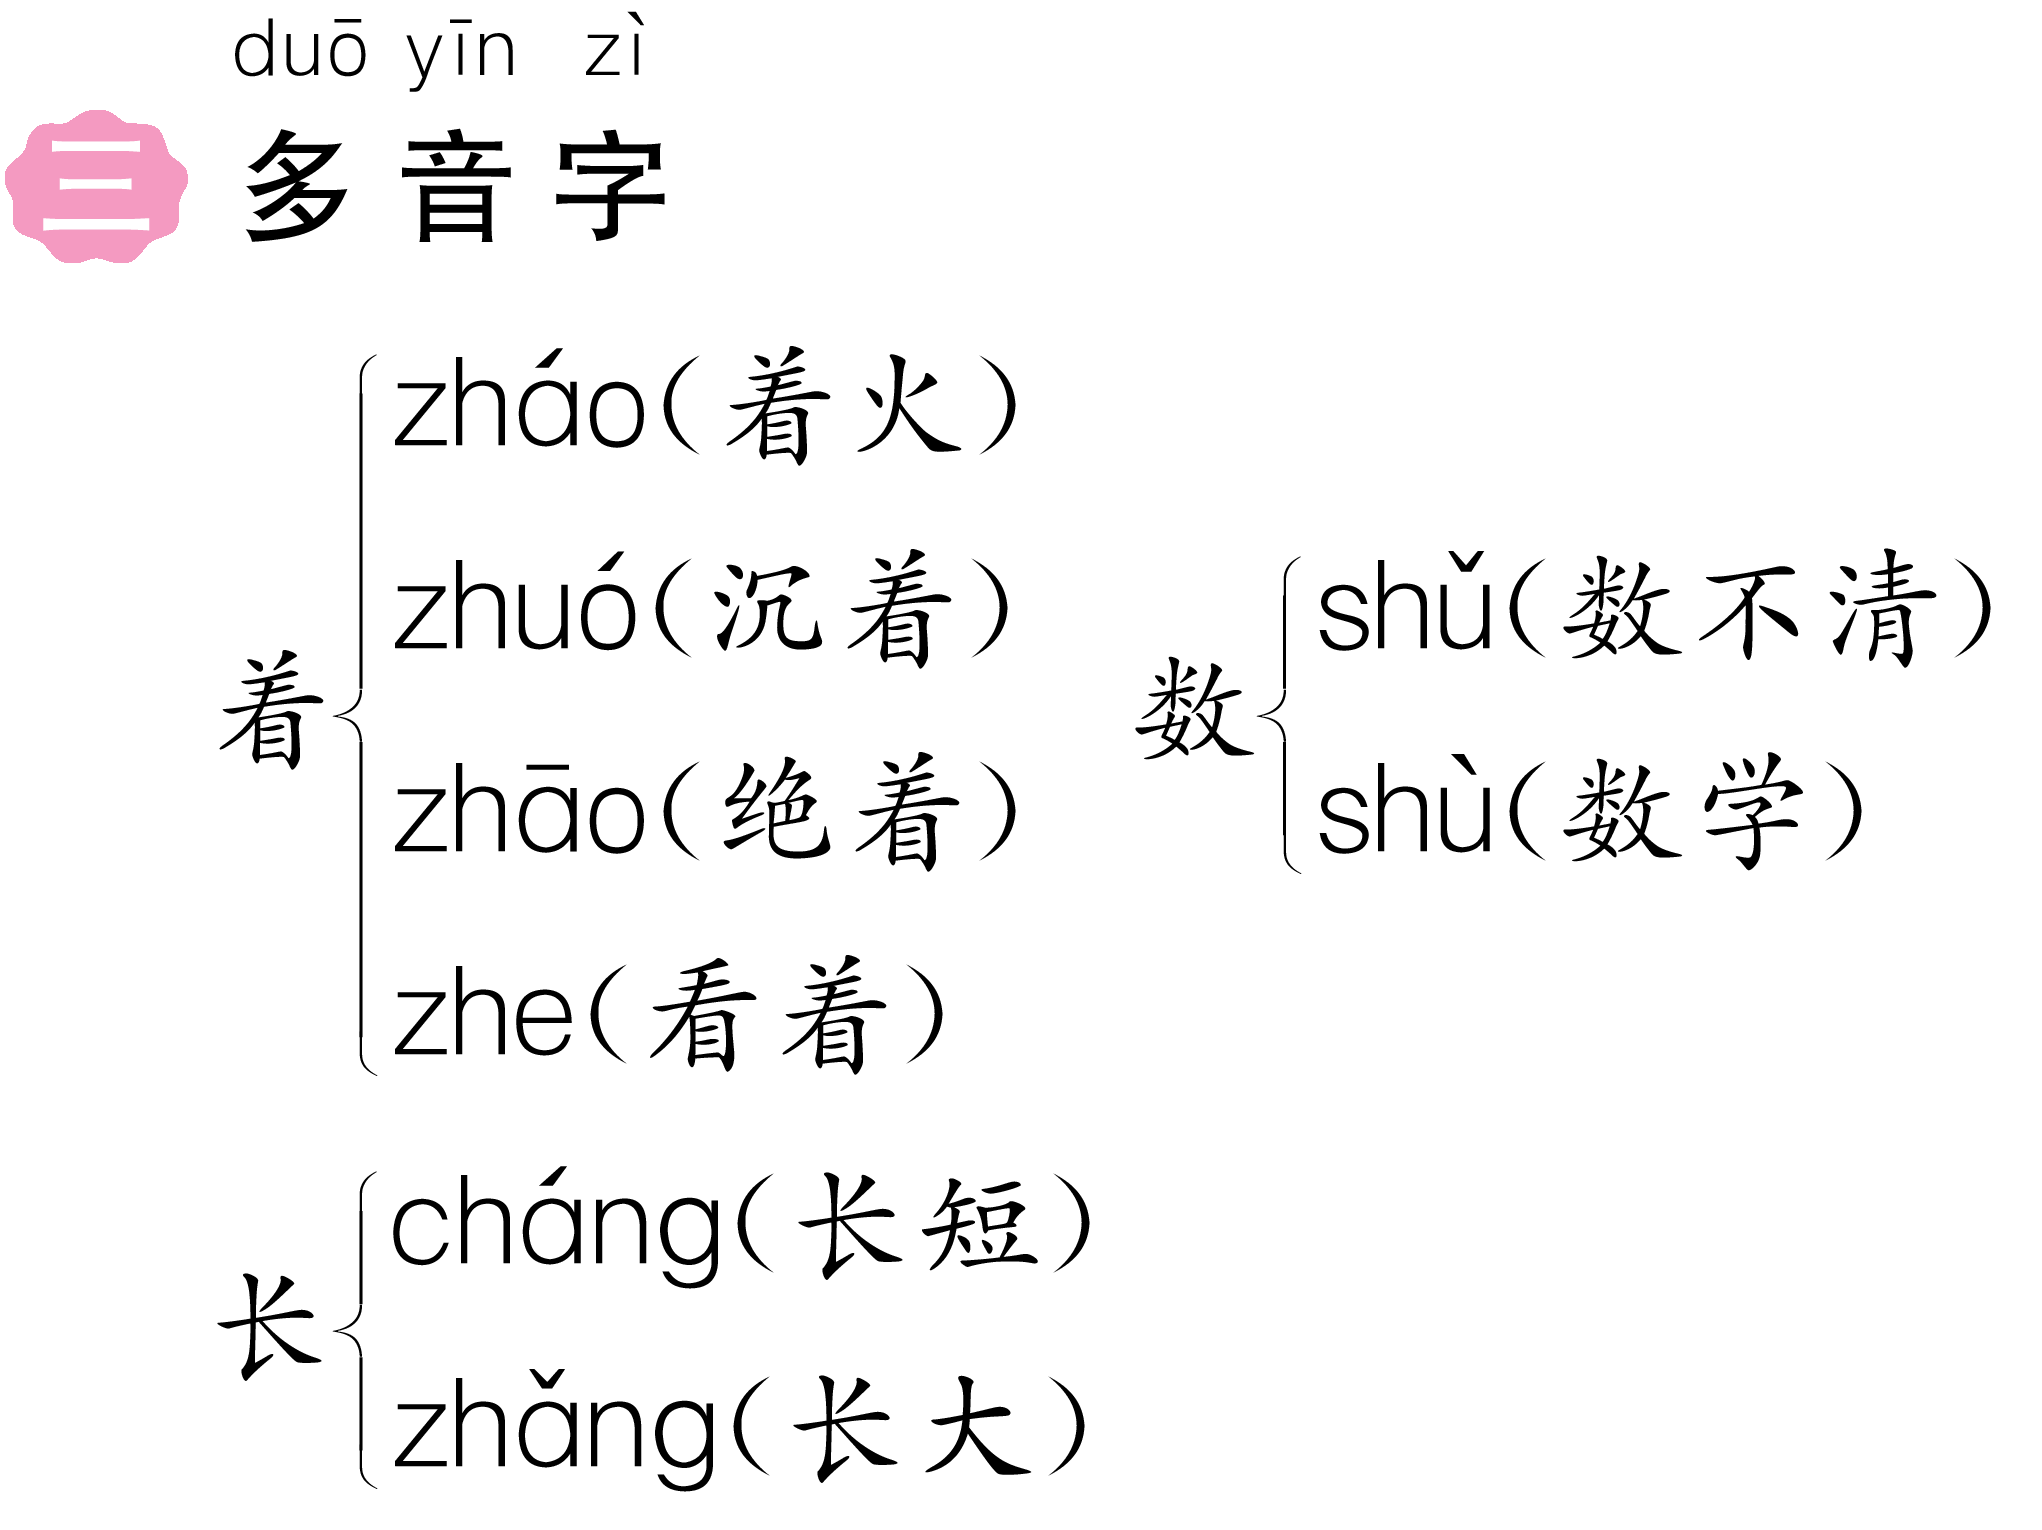 duō yīn zì
三 多音字
着
zháo(着火)
zhuó(沉着)
zhāo(绝着)
zhe(看着)
数
shǔ(数不清)
shù(数学)
长
cháng(长短)
zhǎng(长大)